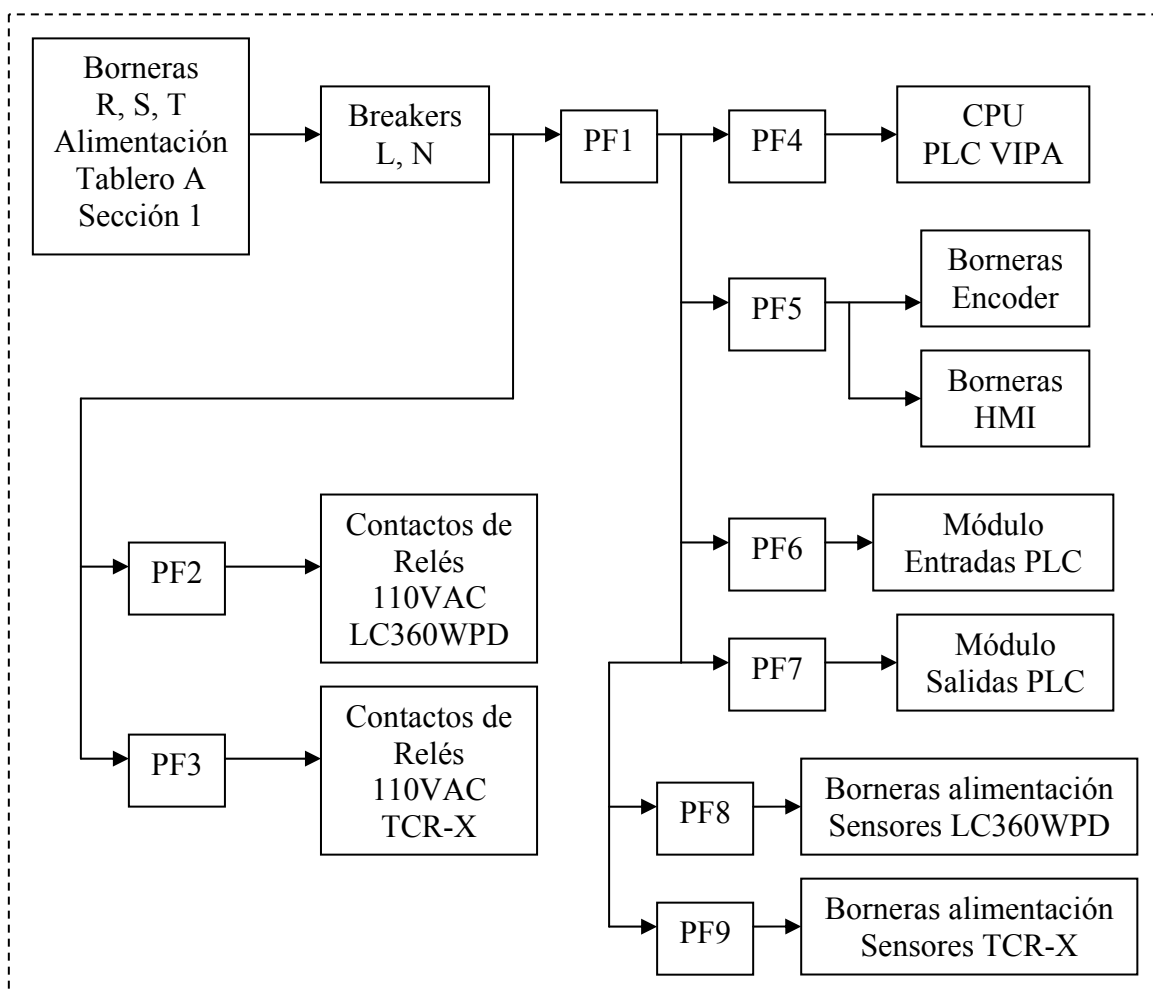 Borneras
R, S, T
Alimentación
Tablero A
Sección 1
Breakers
L, N
PF1
PF4
CPU
PLC VIPA
PF5
Borneras
Encoder
Borneras
HMI
PF2
Contactos de
Relés
110VAC
LC360WPD
PF6
Módulo
Entradas PLC
PF7
Módulo
Salidas PLC
PF3
Contactos de
Relés
110VAC
TCR-X
PF8
Borneras alimentación
Sensores LC360WPD
PF9
Borneras alimentación
Sensores TCR-X